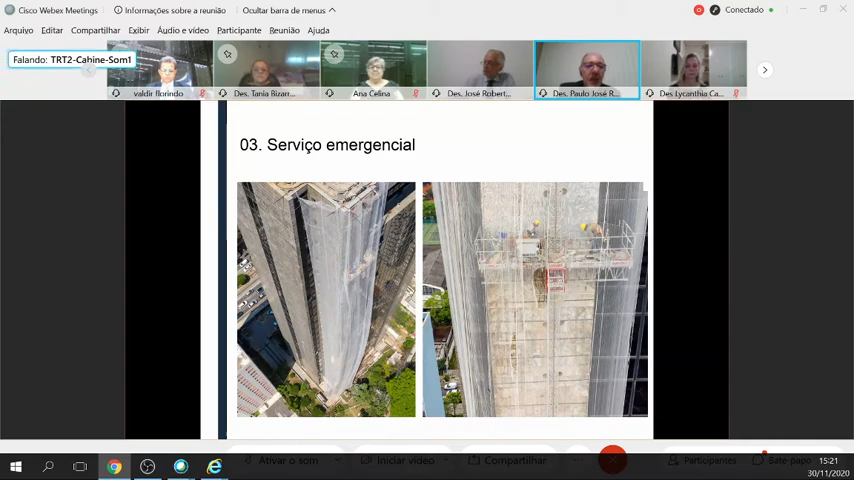 Cisco Webex Meetings
Informações sobre a reunião
Ocultar barra de menus
Conectado
Arquivo Editar Compartilhar Exibir Áudio e vídeo Participante Reunião Ajuda
Falando: TRT2-Cabine-Som1
valdir florindo
Des. Tania Bizarr...
Ana Celina
Des. José Robert...
Des. Paulo José R...
Des Lycanthia Ca...
03. Serviço emergencial
Ativar o som
Iniciar vídeo
Compartilhar
Participantes
Bate-papo
15:21
30/11/2020